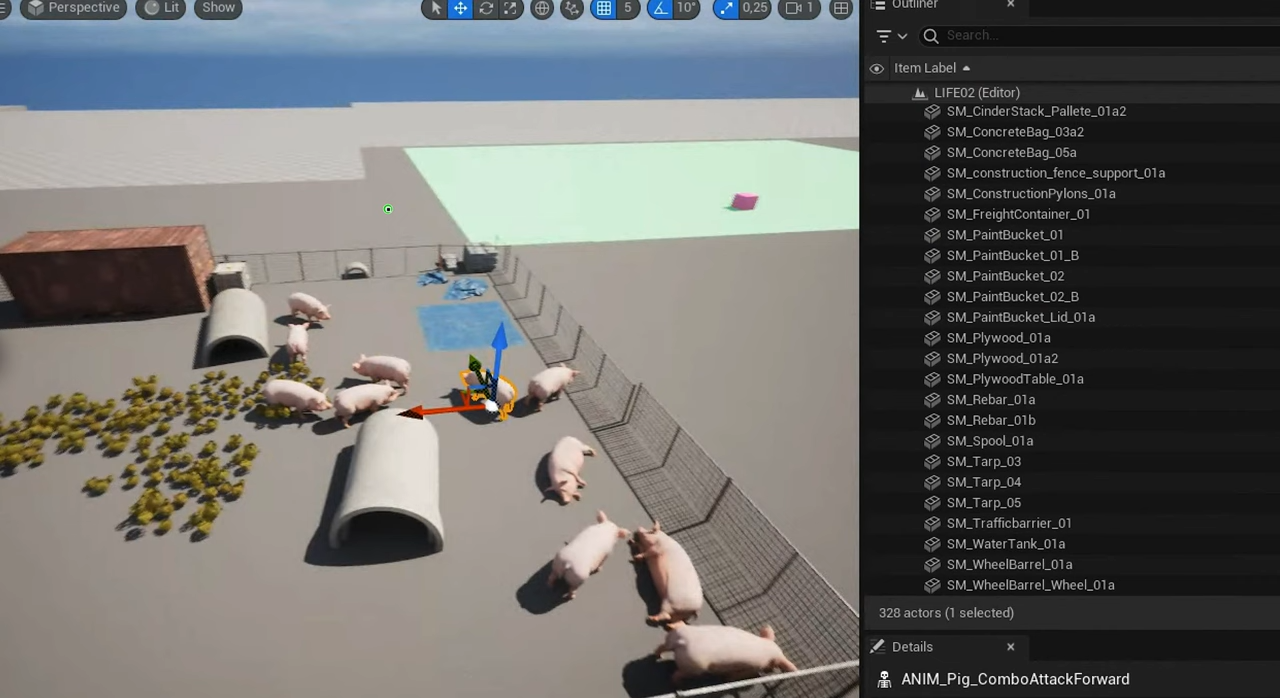 Perspective Lit Show 5 10° 0,25 1
Outliner
Search...
Item Label
LIFE02 (Editor)
SM_CinderStack_Pallete_01a2
SM_ConcreteBag_03a2
SM_ConcreteBag_05a
SM_construction_fence_support_01a
SM_ConstructionPylons_01a
SM_FreightContainer_01
SM_PaintBucket_01
SM_PaintBucket_01_B
SM_PaintBucket_02
SM_PaintBucket_02_B
SM_PaintBucket_Lid_01a
SM_Plywood_01a
SM_Plywood_01a2
SM_PlywoodTable_01a
SM_Rebar_01a
SM_Rebar_01b
SM_Spool_01a
SM_Tarp_03
SM_Tarp_04
SM_Tarp_05
SM_Trafficbarrier_01
SM_WaterTank_01a
SM_WheelBarrel_01a
SM_WheelBarrel_Wheel_01a
328 actors (1 selected)
Details
ANIM_Pig_ComboAttackForward